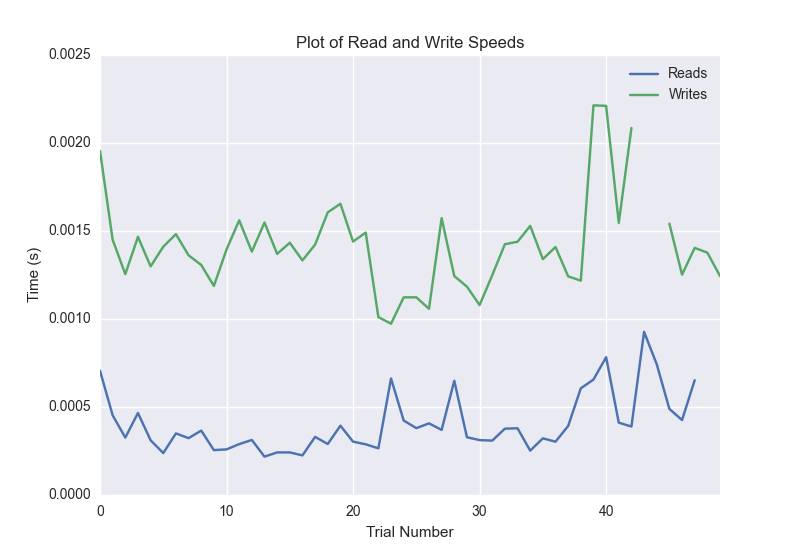 Plot of Read and Write Speeds
0.0025
0.0020
0.0015
0.0010
0.0005
0.0000
Time (s)
Reads
Writes
0 10 20 30 40
Trial Number